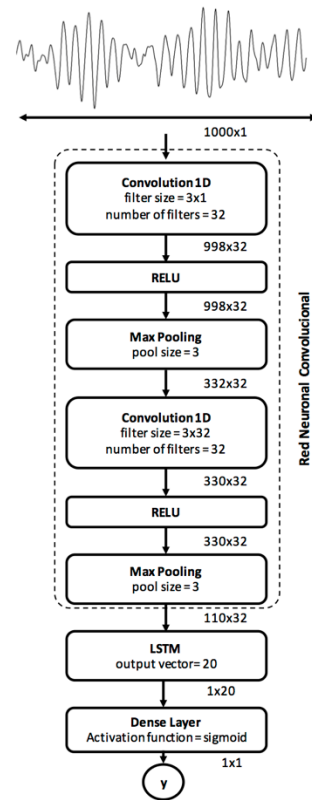 1000x1
Convolution 1D
filter size = 3x1
number of filters = 32
998x32
RELU
998x32
Max Pooling
pool size = 3
332x32
Convolution 1D
filter size = 3x32
number of filters = 32
330x32
RELU
330x32
Max Pooling
pool size = 3
110x32
Red Neuronal Convolucional
LSTM
output vector= 20
1x20
Dense Layer
Activation function = sigmoid
1x1
y